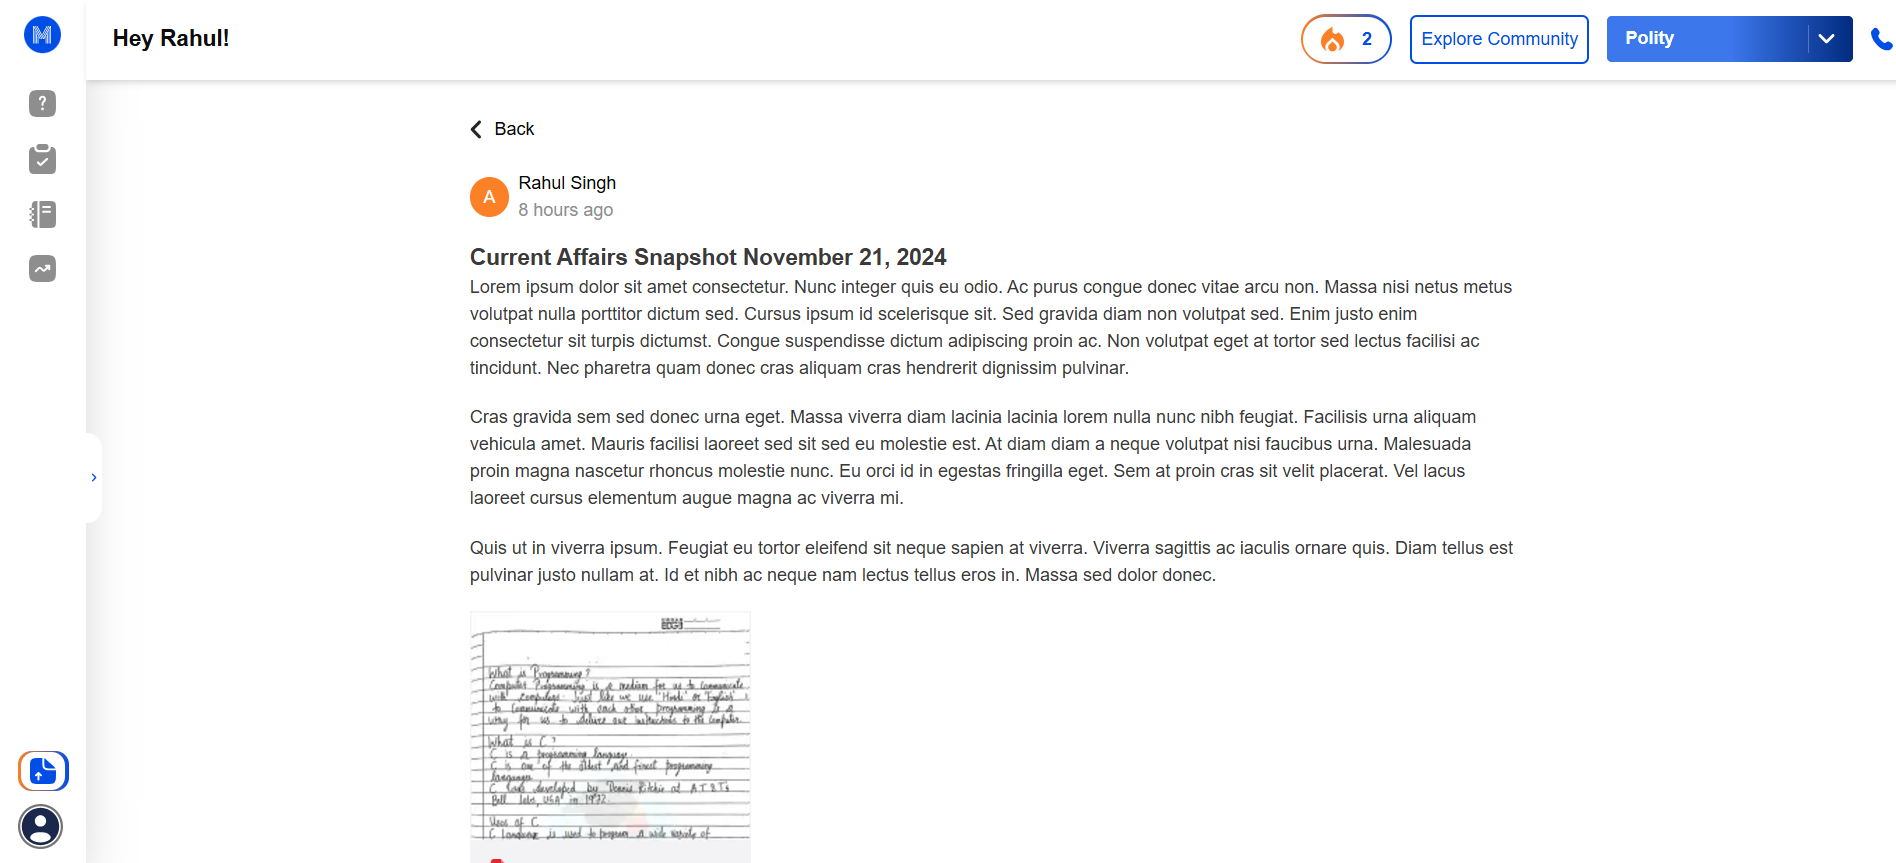 Hey Rahul!
2
Explore Community
Polity
Back
A
Rahul Singh
8 hours ago
Current Affairs Snapshot November 21, 2024
Lorem ipsum dolor sit amet consectetur. Nunc integer quis eu odio. Ac purus congue donec vitae arcu non. Massa nisi netus metus
volutpat nulla porttitor dictum sed. Cursus ipsum id scelerisque sit. Sed gravida diam non volutpat sed. Enim justo enim
consectetur sit turpis dictumst. Congue suspendisse dictum adipiscing proin ac. Non volutpat eget at tortor sed lectus facilisi ac
tincidunt. Nec pharetra quam donec cras aliquam cras hendrerit dignissim pulvinar.
Cras gravida sem sed donec urna eget. Massa viverra diam lacinia lacinia lorem nulla nunc nibh feugiat. Facilisis urna aliquam
vehicula amet. Mauris facilisi laoreet sed sit sed eu molestie est. At diam diam a neque volutpat nisi faucibus urna. Malesuada
proin magna nascetur rhoncus molestie nunc. Eu orci id in egestas fringilla eget. Sem at proin cras sit velit placerat. Vel lacus
laoreet cursus elementum augue magna ac viverra mi.
Quis ut in viverra ipsum. Feugiat eu tortor eleifend sit neque sapien at viverra. Viverra sagittis ac iaculis ornare quis. Diam tellus est
pulvinar justo nullam at. Id et nibh ac neque nam lectus tellus eros in. Massa sed dolor donec.
What is Programming?
Computer Programming is a medium for us to communicate
with computers. Just like we use 'Hindi' or 'English'
to communicate with each other, programming is a
way for us to deliver our instructions to the computer.
What is C?
C is a programming language.
C is one of the oldest and finest programming
languages
C was developed by Dennis Ritchie at AT&T's
Bell labs, USA in 1972.
Uses of C
C language is used to program a wide variety of